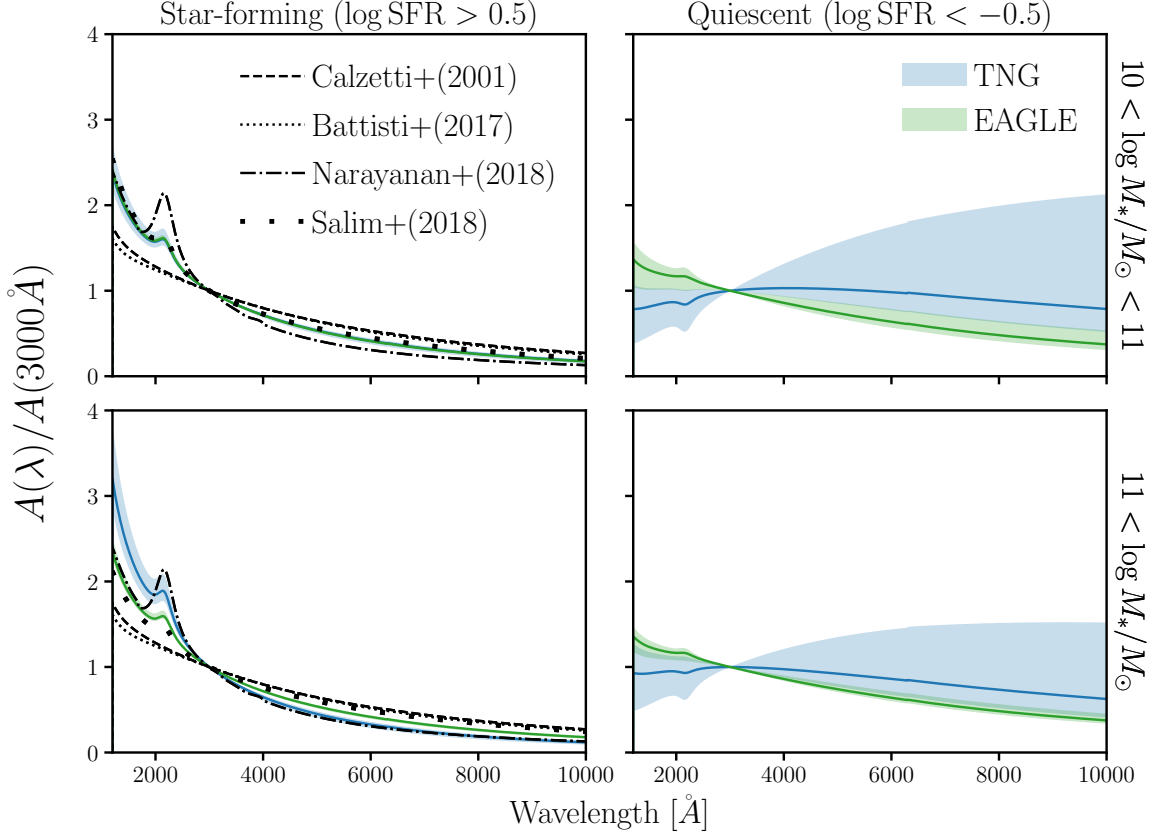 Star-forming (log SFR > 0.5)
Quiescent (log SFR < −0.5)
4
3
2
1
0
Calzetti+(2001)
Battisti+(2017)
Narayanan+(2018)
Salim+(2018)
TNG
EAGLE
10 < log M∗/M⊙ < 11
A(λ)/A(3000Å)
4
3
2
1
0
2000 4000 6000 8000 10000
2000 4000 6000 8000 10000
11 < log M∗/M⊙
Wavelength [Å]